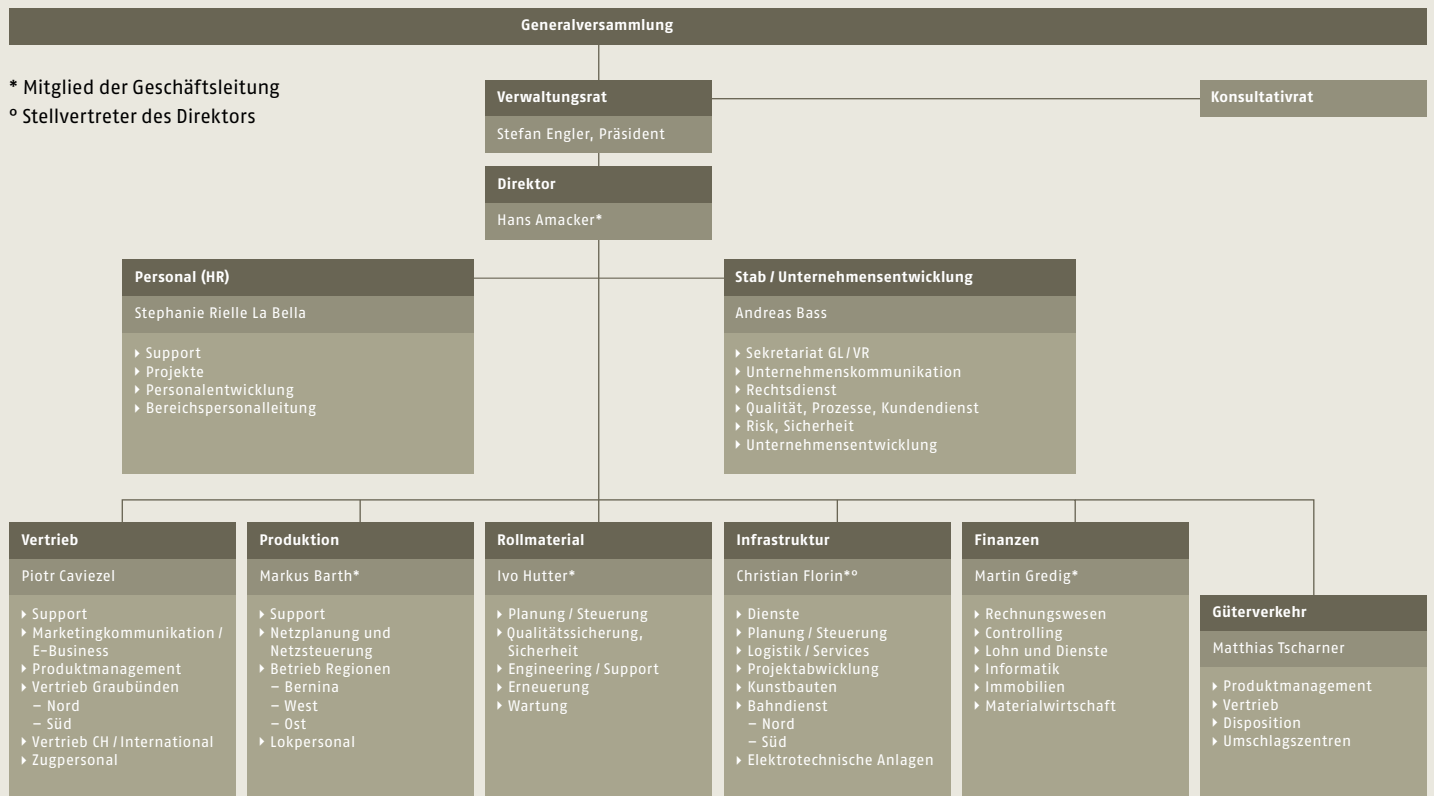 Generalversammlung
* Mitglied der Geschäftsleitung
° Stellvertreter des Direktors
Verwaltungsrat
Stefan Engler, Präsident
Konsultativrat
Direktor
Hans Amacker*
Personal (HR)
Stephanie Rielle La Bella
▸ Support
▸ Projekte
▸ Personalentwicklung
▸ Bereichspersonalleitung
Stab / Unternehmensentwicklung
Andreas Bass
▸ Sekretariat GL / VR
▸ Unternehmenskommunikation
▸ Rechtsdienst
▸ Qualität, Prozesse, Kundendienst
▸ Risk, Sicherheit
▸ Unternehmensentwicklung
Vertrieb
Piotr Caviezel
▸ Support
▸ Marketingkommunikation /
E-Business
▸ Produktmanagement
▸ Vertrieb Graubünden
– Nord
– Süd
▸ Vertrieb CH / International
▸ Zugpersonal
Produktion
Markus Barth*
▸ Support
▸ Netzplanung und
Netzsteuerung
▸ Betrieb Regionen
– Bernina
– West
– Ost
▸ Lokpersonal
Rollmaterial
Ivo Hutter*
▸ Planung / Steuerung
▸ Qualitätssicherung,
Sicherheit
▸ Engineering / Support
▸ Erneuerung
▸ Wartung
Infrastruktur
Christian Florin*°
▸ Dienste
▸ Planung / Steuerung
▸ Logistik / Services
▸ Projektabwicklung
▸ Kunstbauten
▸ Bahndienst
– Nord
– Süd
▸ Elektrotechnische Anlagen
Finanzen
Martin Gredig*
▸ Rechnungswesen
▸ Controlling
▸ Lohn und Dienste
▸ Informatik
▸ Immobilien
▸ Materialwirtschaft
Güterverkehr
Matthias Tscharner
▸ Produktmanagement
▸ Vertrieb
▸ Disposition
▸ Umschlagszentren